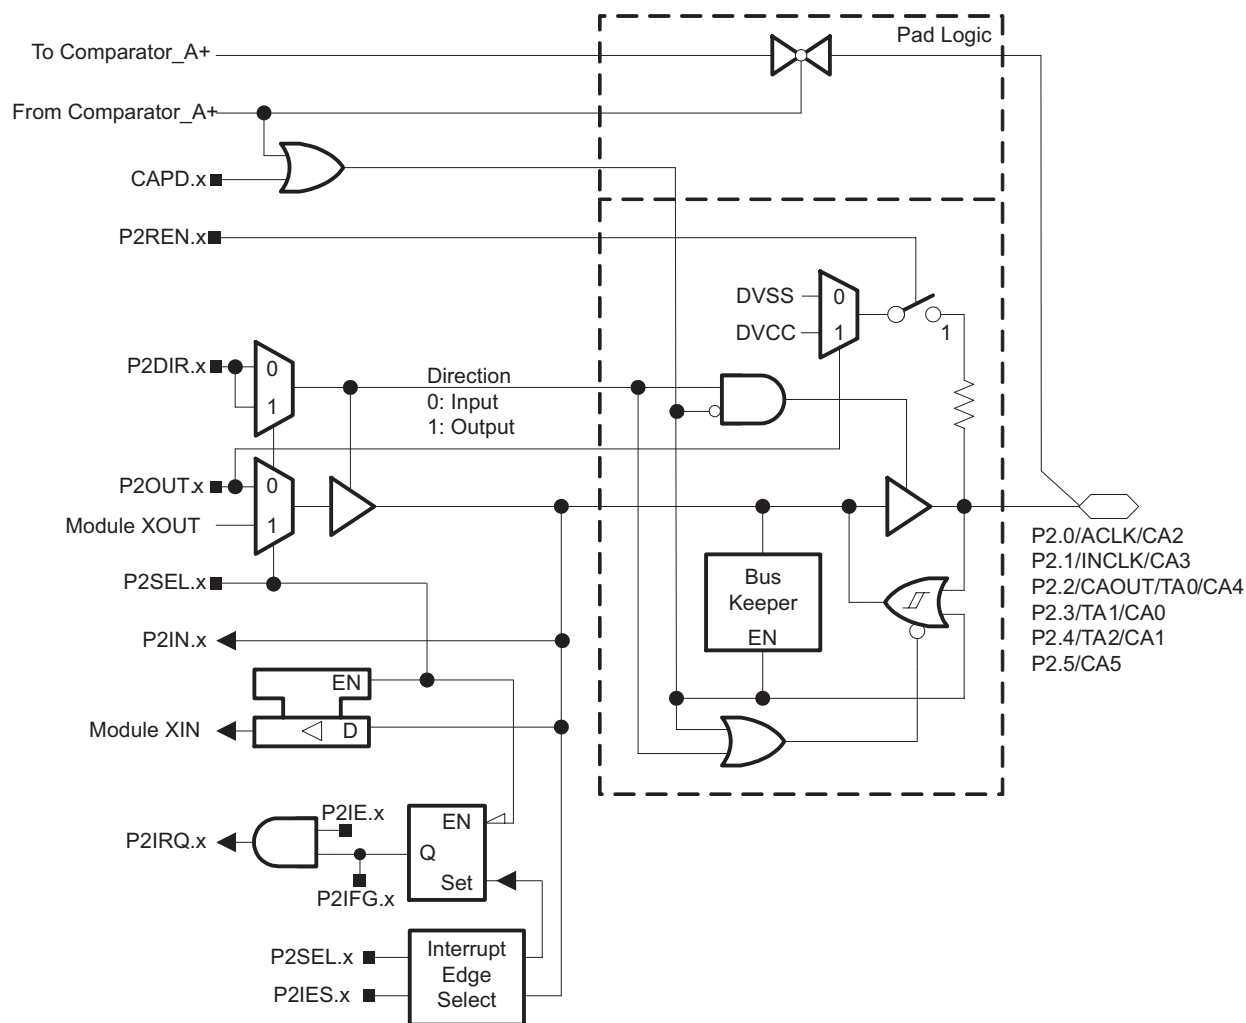 Pad Logic
To Comparator_A+
From Comparator_A+
CAPD.x
P2REN.x
DVSS
0
DVCC
1
1
P2DIR.x
0
1
Direction
0: Input
1: Output
P2OUT.x
0
Module XOUT
1
P2SEL.x
P2.0/ACLK/CA2
P2.1/INCLK/CA3
P2.2/CAOUT/TA0/CA4
P2.3/TA1/CA0
P2.4/TA2/CA1
P2.5/CA5
Bus
Keeper
EN
P2IN.x
EN
Module XIN
D
P2IE.x
P2IRQ.x
P2IFG.x
EN
Q
Set
P2SEL.x
P2IES.x
Interrupt
Edge
Select